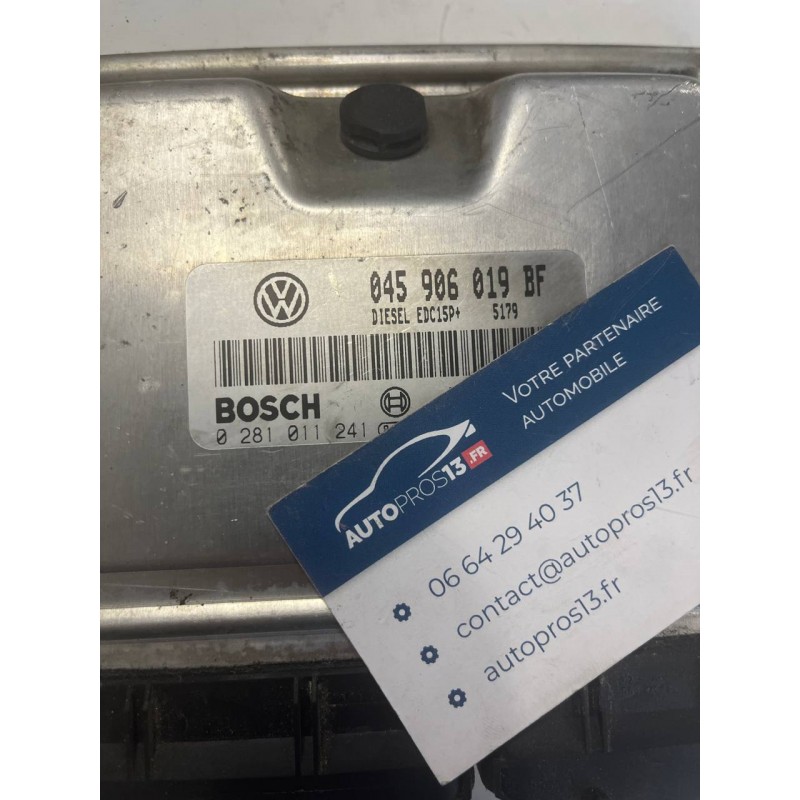 045 906 019 BF
DIESEL EDC15P+ 5179
BOSCH
0 281 011 241
VOTRE PARTENAIRE
AUTOMOBILE
AUTOPROS13.FR
06 64 29 40 37
contact@autopros13.fr
autopros13.fr